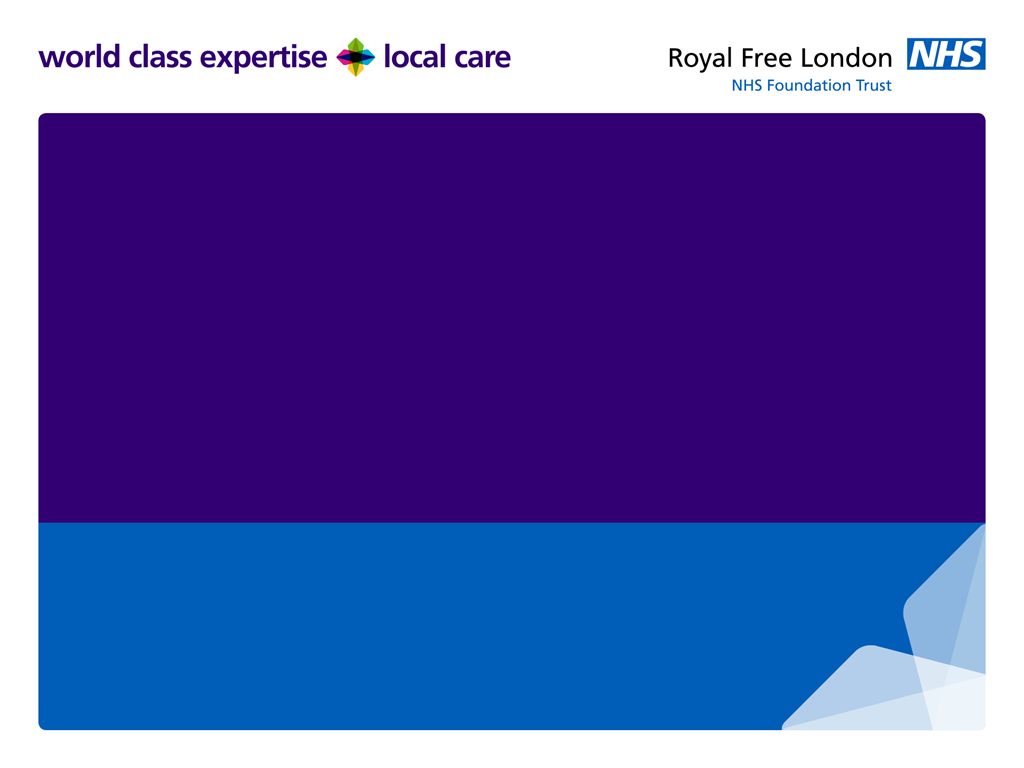 world class expertise local care
Royal Free London NHS
NHS Foundation Trust